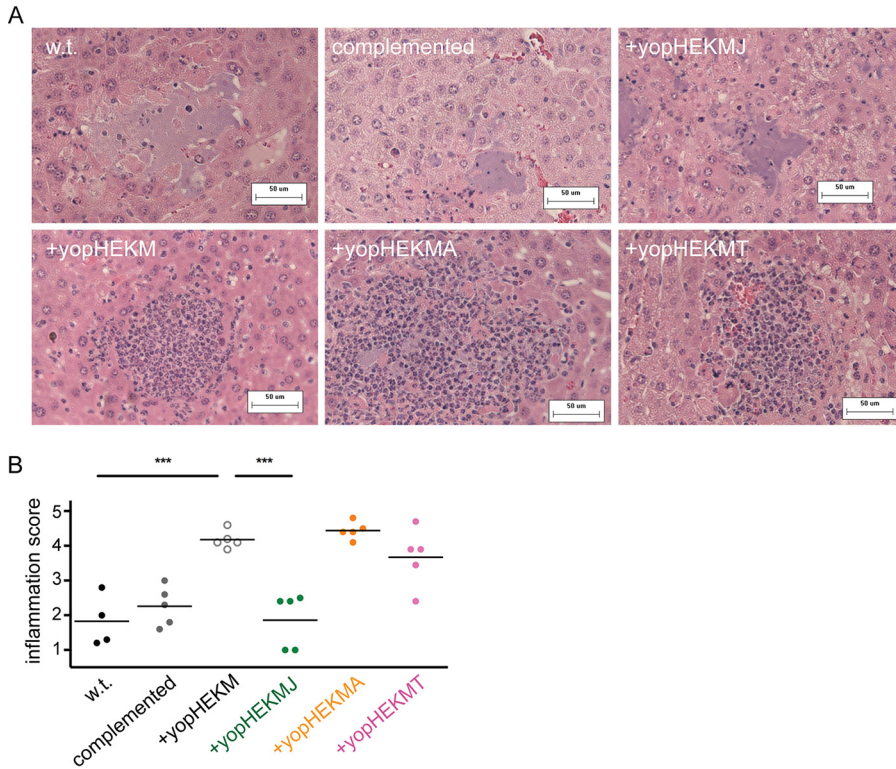 A
w.t.
complemented
+yopHEKMJ
50 um
50 um
50 um
+yopHEKM
+yopHEKMA
+yopHEKMT
50 um
50 um
50 um
B
*** ***
inflammation score
5
4
3
2
1
w.t.
complemented
+yopHEKM
+yopHEKMJ
+yopHEKMA
+yopHEKMT